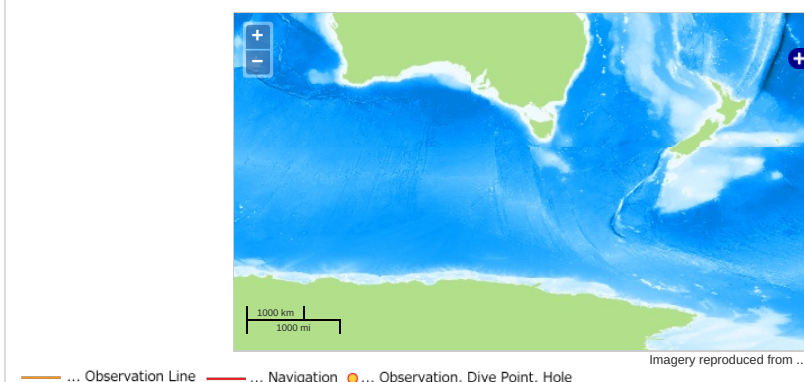 +
−
+
1000 km
1000 mi
Imagery reproduced from ...
... Observation Line ... Navigation ... Observation, Dive Point, Hole